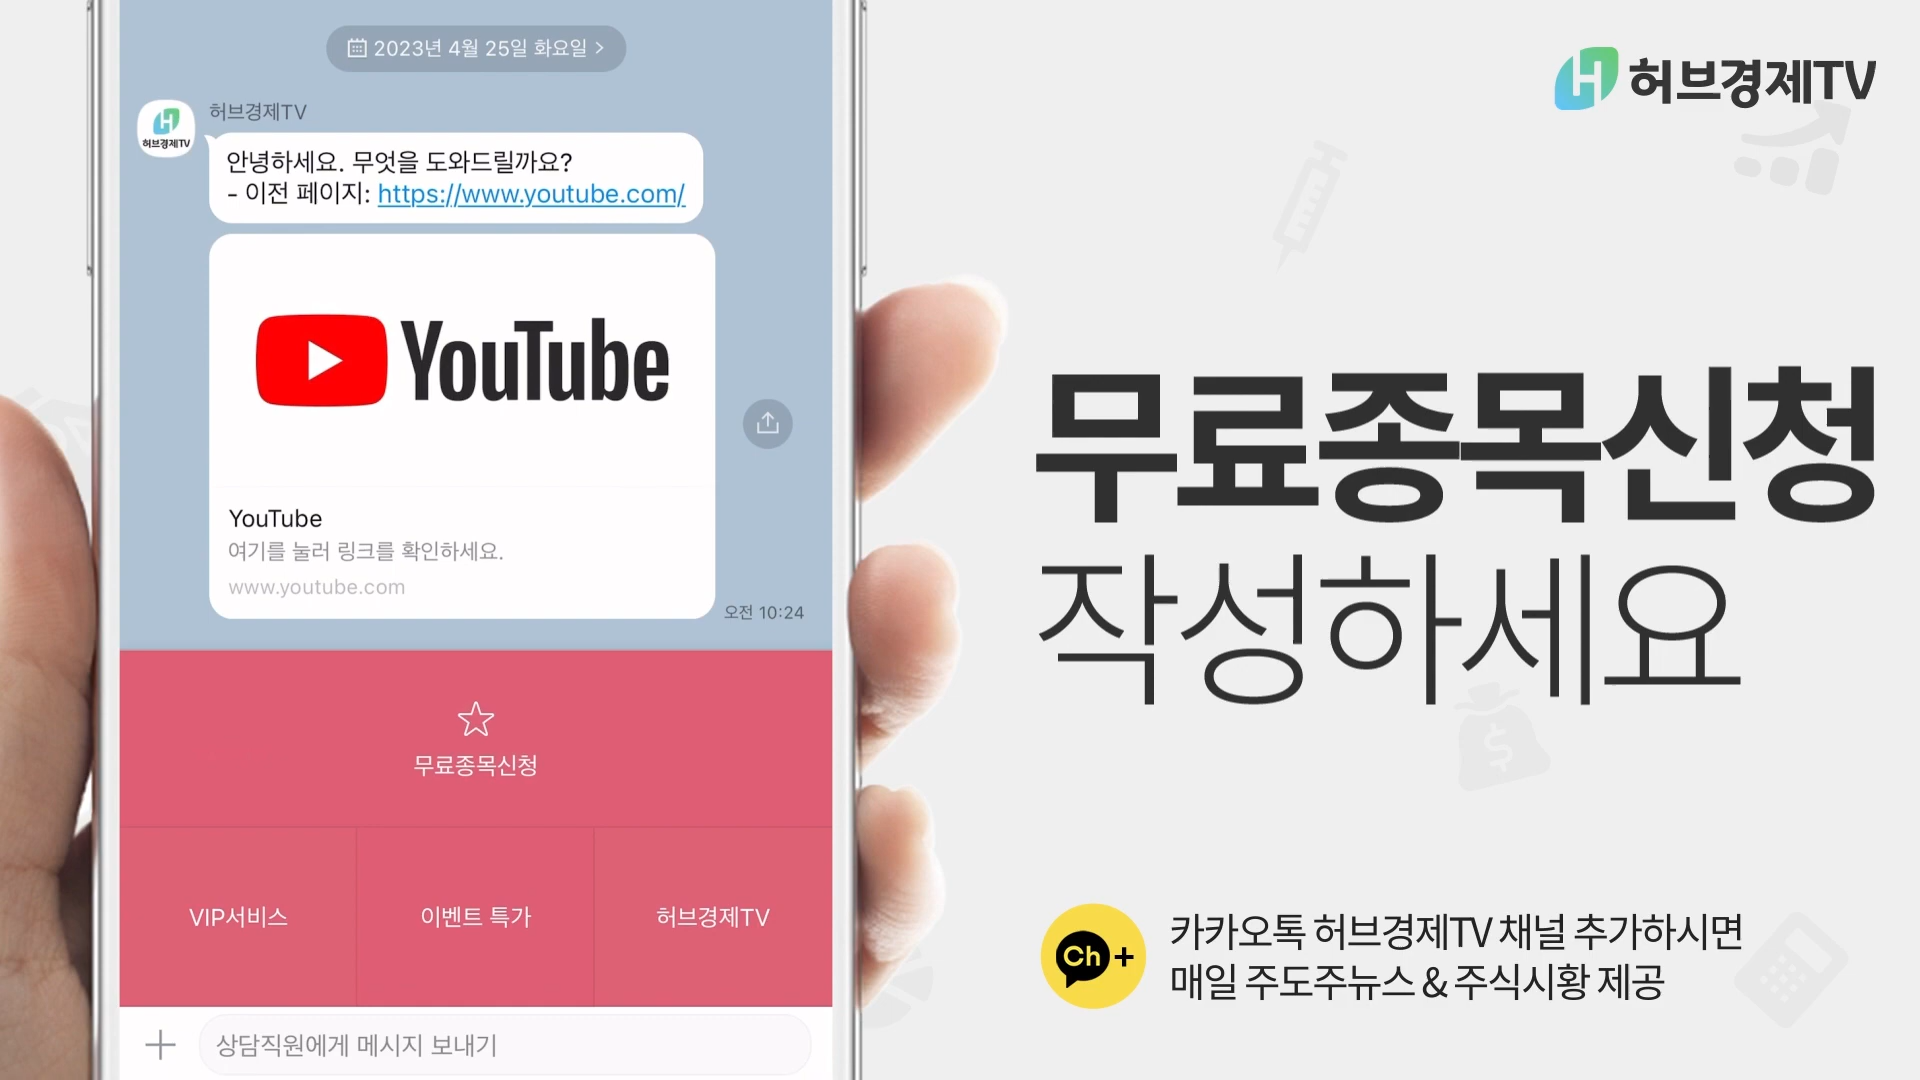 2023년 4월 25일 화요일 >
허브경제TV
허브경제TV
안녕하세요. 무엇을 도와드릴까요?
- 이전 페이지: https://www.youtube.com/
YouTube
YouTube
여기를 눌러 링크를 확인하세요.
www.youtube.com
오전 10:24
무료종목신청
VIP서비스
이벤트 특가
허브경제TV
상담직원에게 메시지 보내기
허브경제TV
무료종목신청
작성하세요
Ch+
카카오톡 허브경제TV 채널 추가하시면
매일 주도주뉴스 & 주식시황 제공